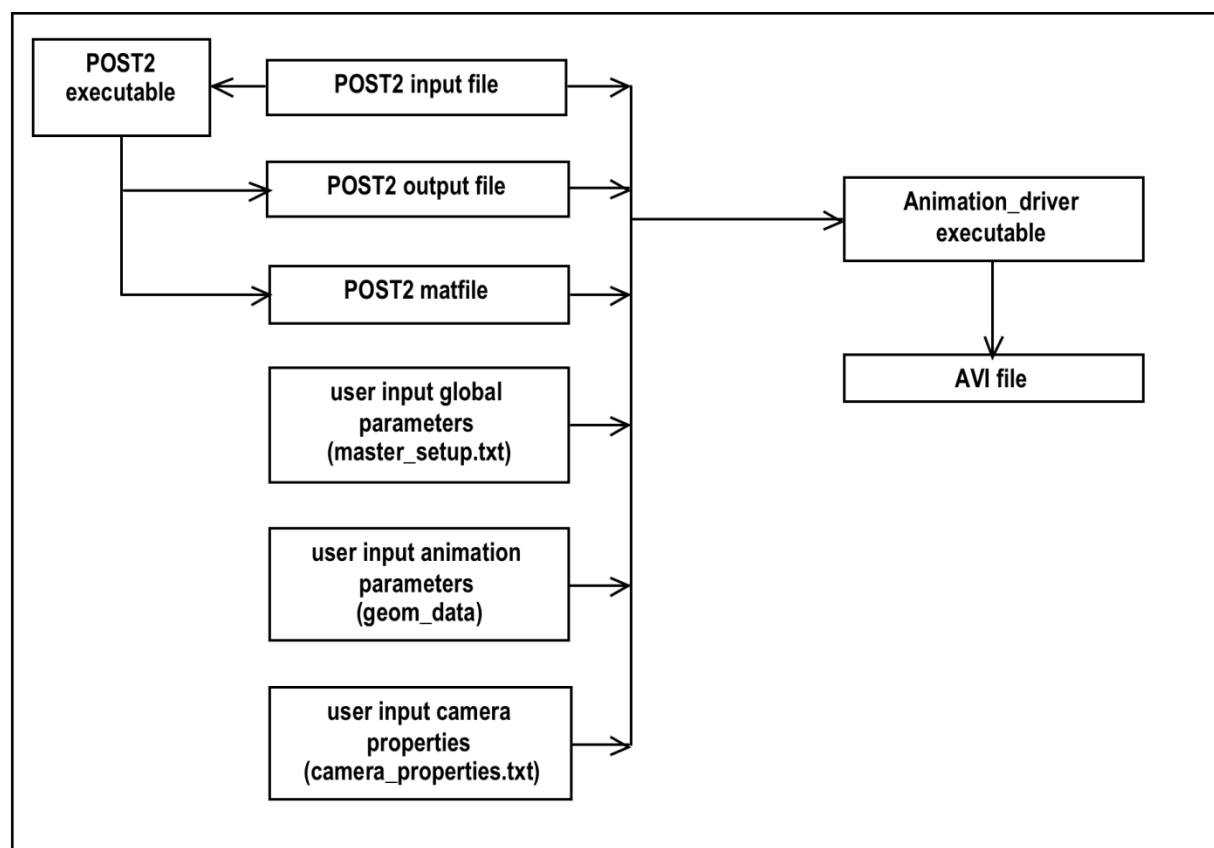 POST2
executable
POST2 input file
POST2 output file
POST2 matfile
user input global
parameters
(master_setup.txt)
user input animation
parameters
(geom_data)
user input camera
properties
(camera_properties.txt)
Animation_driver
executable
AVI file